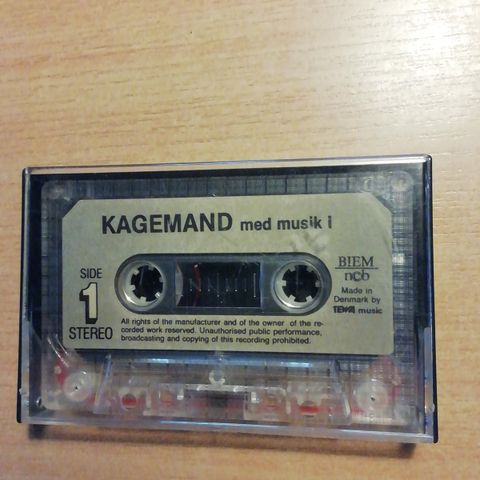 KAGEMAND med musik i
SIDE
1
STEREO
BIEM
ncb
Made in
Denmark by
TEWA music
All rights of the manufacturer and of the owner of the re-
corded work reserved. Unauthorised public performance,
broadcasting and copying of this recording prohibited.